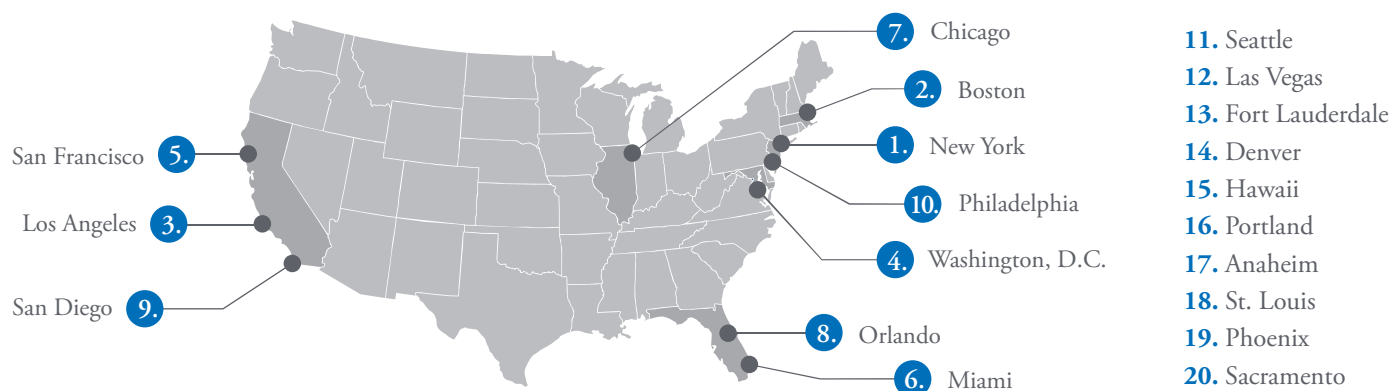 7. Chicago
2. Boston
1. New York
10. Philadelphia
4. Washington, D.C.
8. Orlando
6. Miami
San Francisco 5.
Los Angeles 3.
San Diego 9.
11. Seattle
12. Las Vegas
13. Fort Lauderdale
14. Denver
15. Hawaii
16. Portland
17. Anaheim
18. St. Louis
19. Phoenix
20. Sacramento